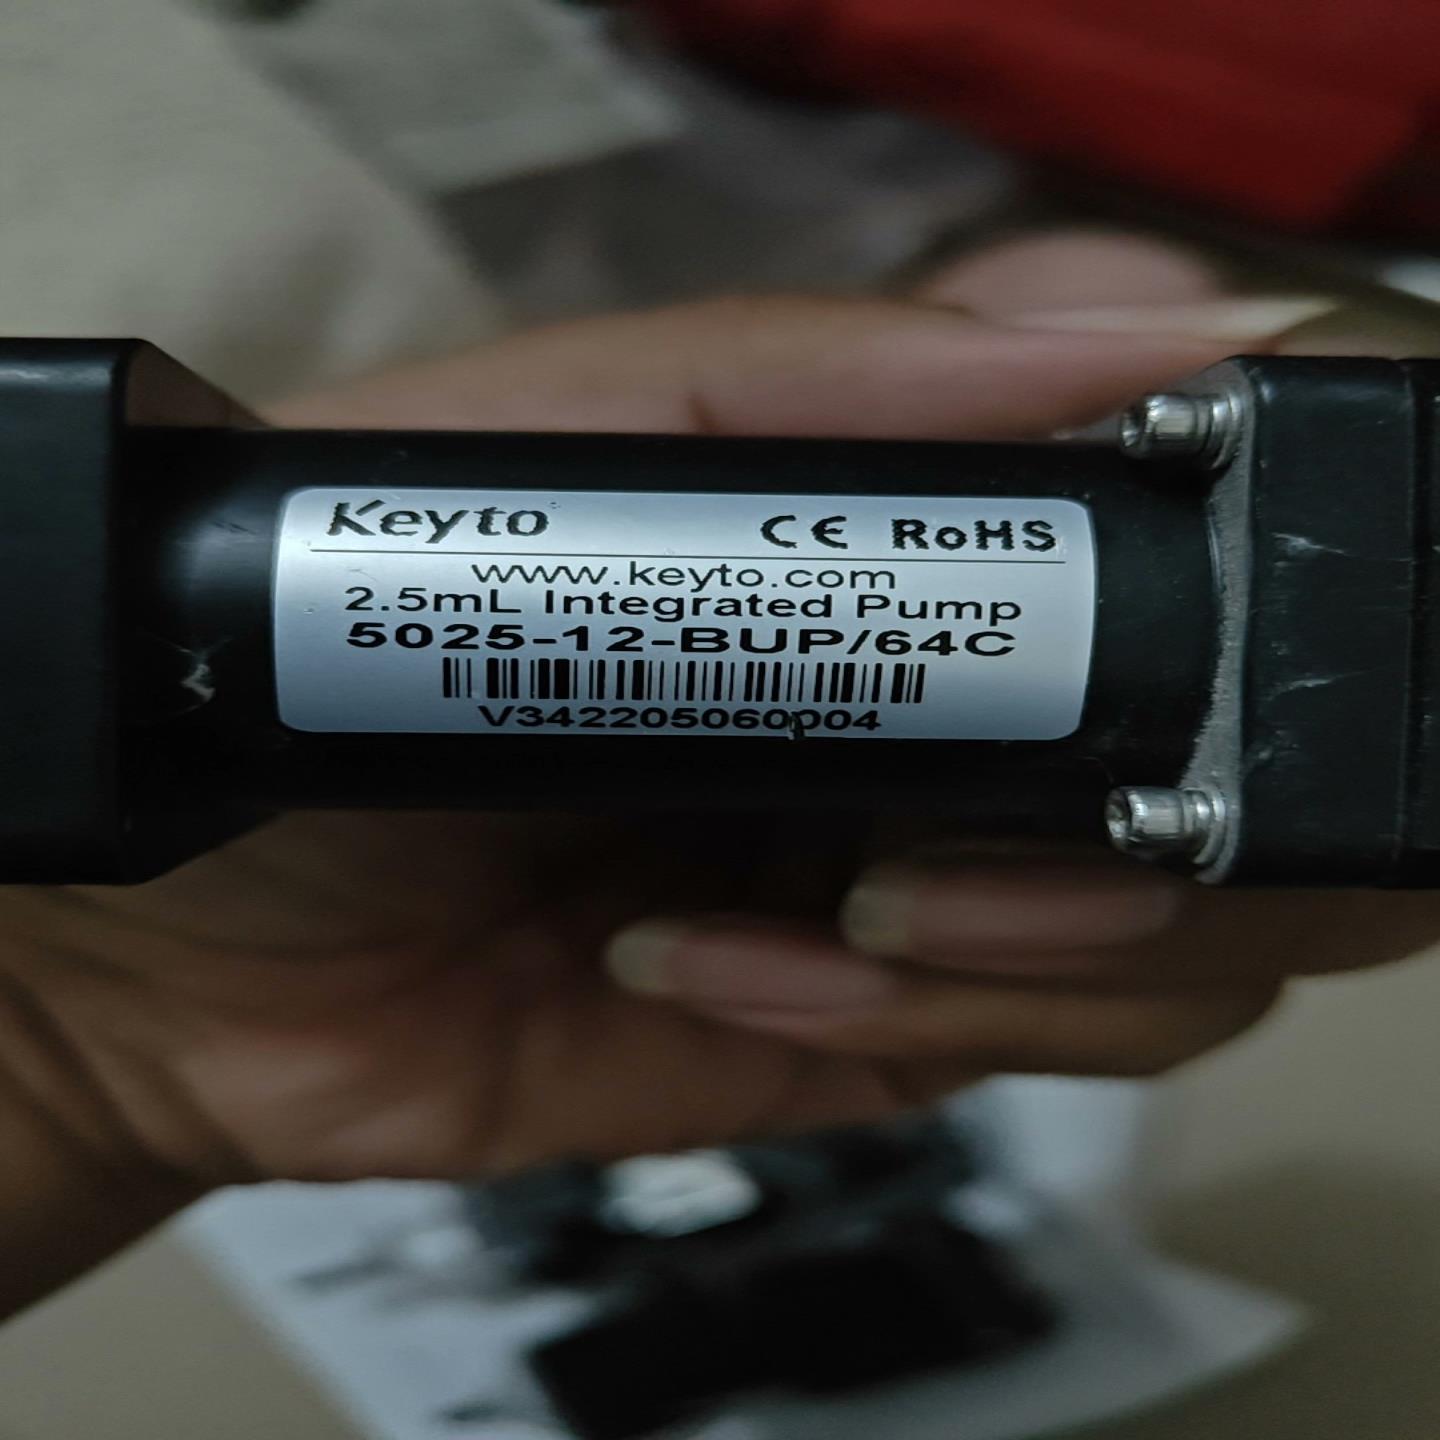 Keyto CE RoHS
www.keyto.com
2.5mL Integrated Pump
5025-12-BUP/64C
V342205060004